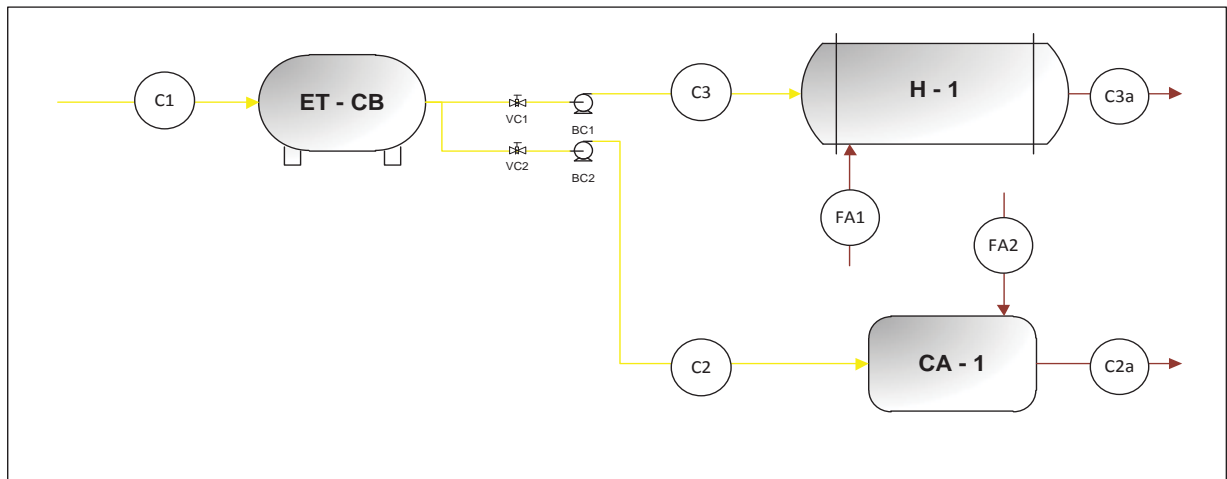 C1
ET - CB
VC1
BC1
VC2
BC2
C3
H - 1
C3a
FA1
FA2
C2
CA - 1
C2a